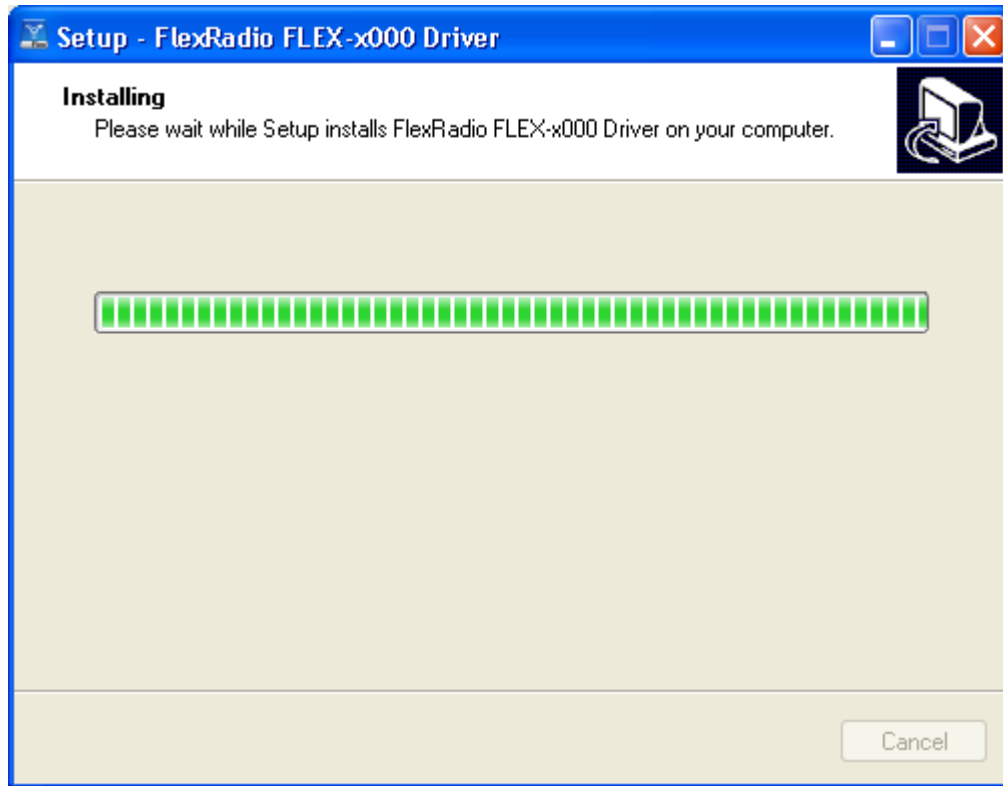 Setup - FlexRadio FLEX-x000 Driver
Installing
Please wait while Setup installs FlexRadio FLEX-x000 Driver on your computer.
Cancel